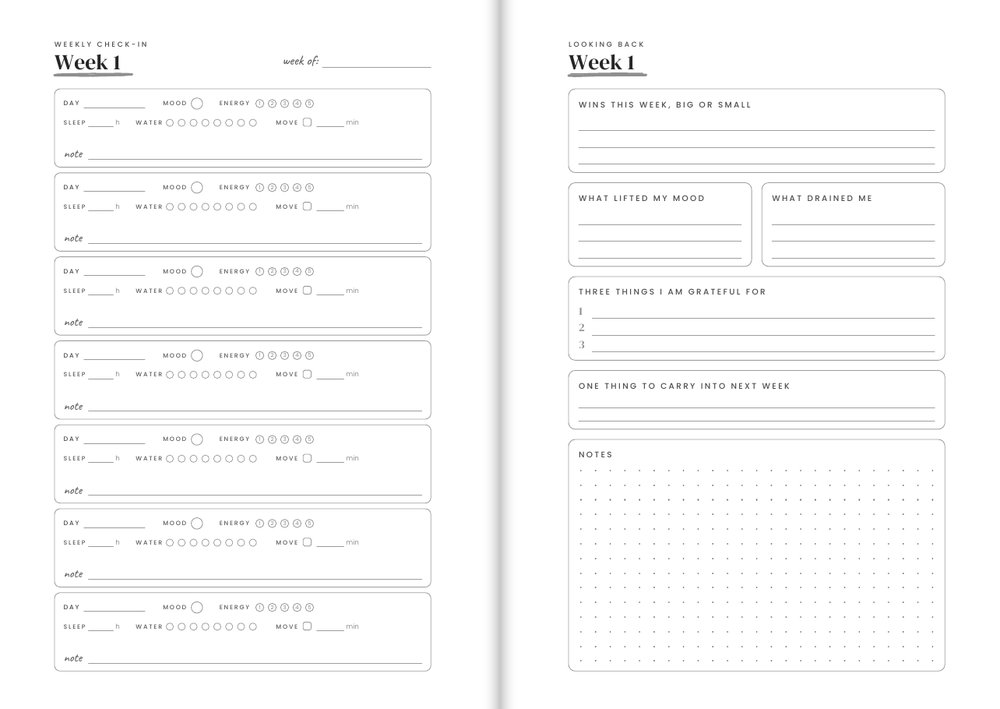 WEEKLY CHECK-IN
Week 1
week of:
DAY MOOD ENERGY 1 2 3 4 5
SLEEP h WATER MOVE min
note
DAY MOOD ENERGY 1 2 3 4 5
SLEEP h WATER MOVE min
note
DAY MOOD ENERGY 1 2 3 4 5
SLEEP h WATER MOVE min
note
DAY MOOD ENERGY 1 2 3 4 5
SLEEP h WATER MOVE min
note
DAY MOOD ENERGY 1 2 3 4 5
SLEEP h WATER MOVE min
note
DAY MOOD ENERGY 1 2 3 4 5
SLEEP h WATER MOVE min
note
DAY MOOD ENERGY 1 2 3 4 5
SLEEP h WATER MOVE min
note
LOOKING BACK
Week 1
WINS THIS WEEK, BIG OR SMALL
WHAT LIFTED MY MOOD
WHAT DRAINED ME
THREE THINGS I AM GRATEFUL FOR
1
2
3
ONE THING TO CARRY INTO NEXT WEEK
NOTES